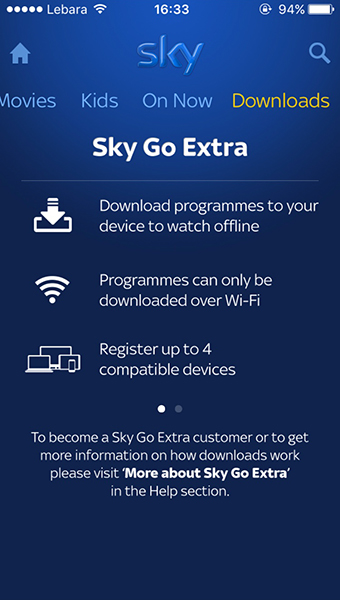 Lebara 16:33 94%
sky
Movies Kids On Now Downloads
Sky Go Extra
Download programmes to your
device to watch offline
Programmes can only be
downloaded over Wi-Fi
Register up to 4
compatible devices
To become a Sky Go Extra customer or to get
more information on how downloads work
please visit ‘More about Sky Go Extra’
in the Help section.